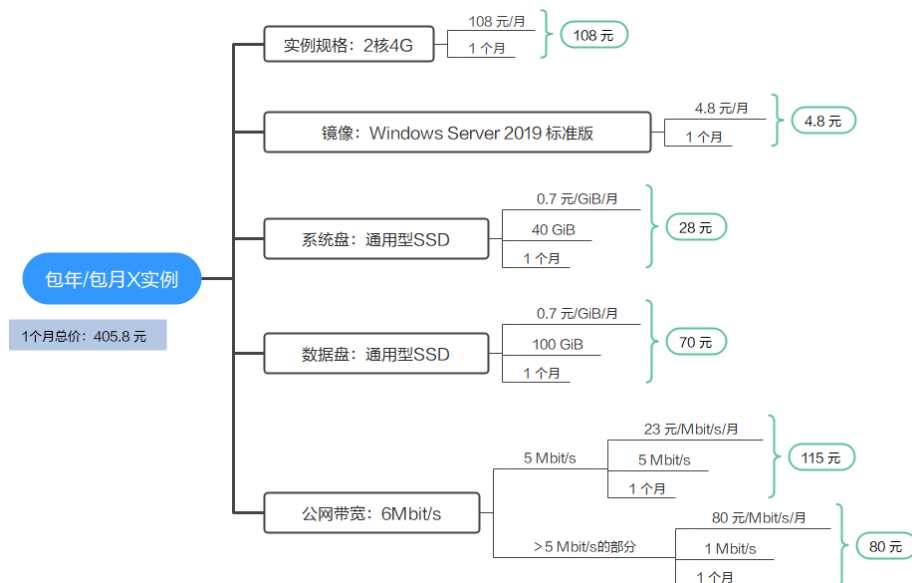 包年/包月X实例
1个月总价：405.8 元
实例规格：2核4G
108 元/月
1 个月
108 元
镜像：Windows Server 2019 标准版
4.8 元/月
1 个月
4.8 元
系统盘：通用型SSD
0.7 元/GiB/月
40 GiB
1 个月
28 元
数据盘：通用型SSD
0.7 元/GiB/月
100 GiB
1 个月
70 元
公网带宽：6Mbit/s
5 Mbit/s
23 元/Mbit/s/月
5 Mbit/s
1 个月
115 元
>5 Mbit/s的部分
80 元/Mbit/s/月
1 Mbit/s
1 个月
80 元